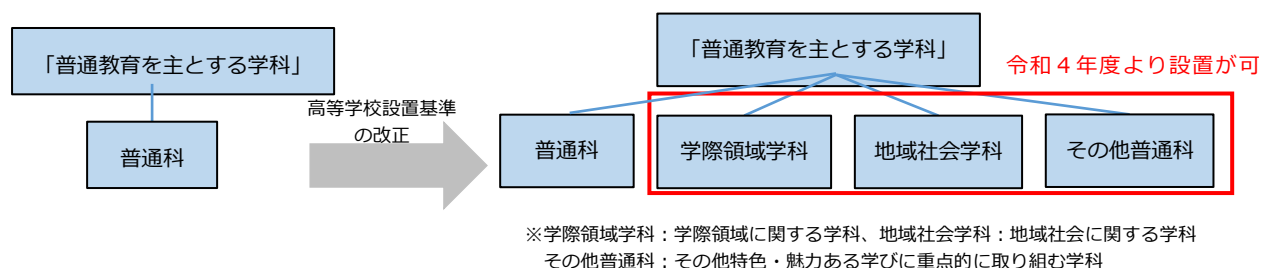 「普通教育を主とする学科」
普通科
高等学校設置基準
の改正
「普通教育を主とする学科」
令和４年度より設置が可
普通科
学際領域学科
地域社会学科
その他普通科
※学際領域学科：学際領域に関する学科、地域社会学科：地域社会に関する学科
その他普通科：その他特色・魅力ある学びに重点的に取り組む学科